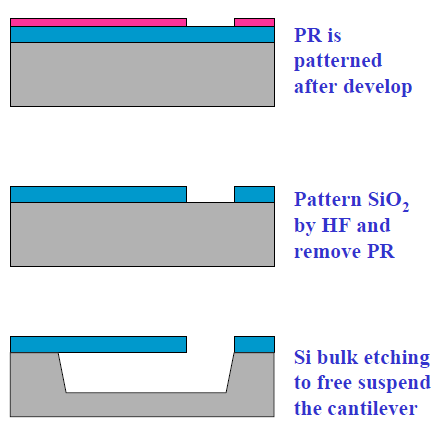 PR is
patterned
after develop
Pattern SiO₂
by HF and
remove PR
Si bulk etching
to free suspend
the cantilever